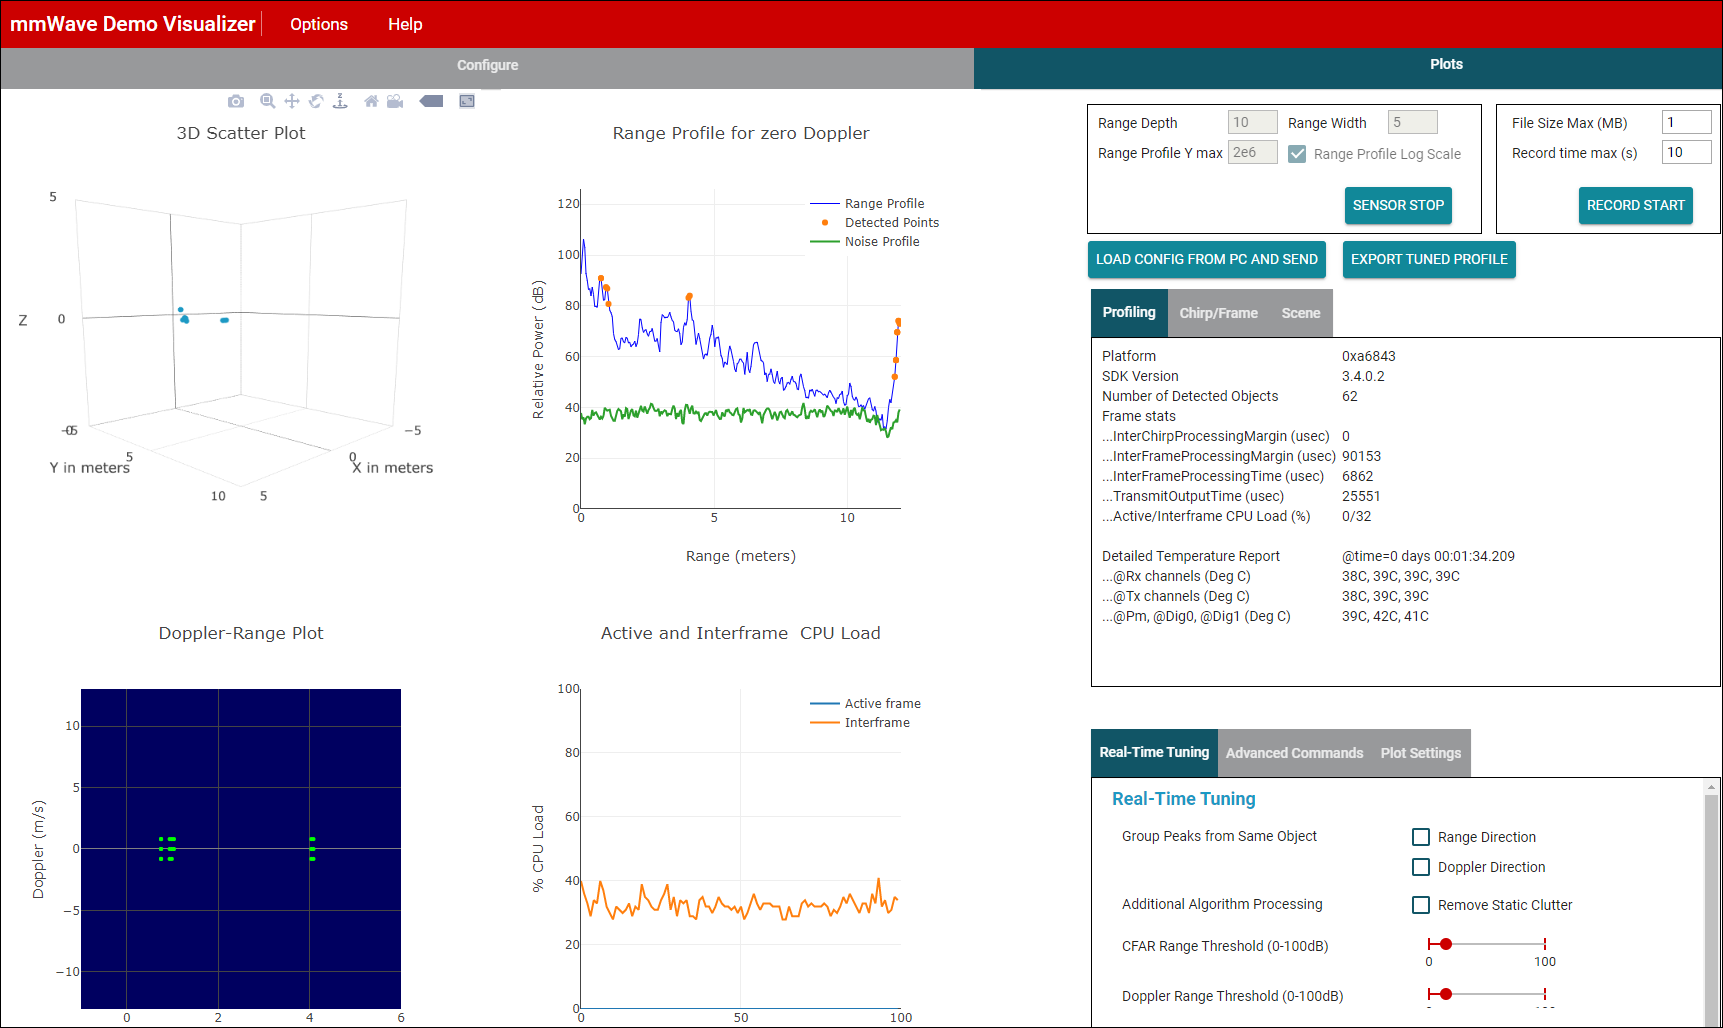 mmWave Demo Visualizer Options Help
Configure Plots
3D Scatter Plot
5
Z 0
-5
Y in meters
5
10
X in meters
-5
0
5
Range Profile for zero Doppler
Relative Power (dB)
120
100
80
60
40
20
0
0 5 10
Range (meters)
Range Profile
Detected Points
Noise Profile
Doppler-Range Plot
Doppler (m/s)
10
5
0
−5
−10
0 2 4 6
Active and Interframe CPU Load
% CPU Load
100
80
60
40
20
0
0 50 100
Active frame
Interframe
Range Depth 10 Range Width 5
Range Profile Y max 2e6 Range Profile Log Scale
SENSOR STOP
File Size Max (MB) 1
Record time max (s) 10
RECORD START
LOAD CONFIG FROM PC AND SEND EXPORT TUNED PROFILE
Profiling Chirp/Frame Scene
Platform 0xa6843
SDK Version 3.4.0.2
Number of Detected Objects 62
Frame stats
...InterChirpProcessingMargin (usec) 0
...InterFrameProcessingMargin (usec) 90153
...InterFrameProcessingTime (usec) 6862
...TransmitOutputTime (usec) 25551
...Active/Interframe CPU Load (%) 0/32
Detailed Temperature Report @time=0 days 00:01:34.209
...@Rx channels (Deg C) 38C, 39C, 39C, 39C
...@Tx channels (Deg C) 38C, 39C, 39C
...@Pm, @Dig0, @Dig1 (Deg C) 39C, 42C, 41C
Real-Time Tuning Advanced Commands Plot Settings
Real-Time Tuning
Group Peaks from Same Object Range Direction
Doppler Direction
Additional Algorithm Processing Remove Static Clutter
CFAR Range Threshold (0-100dB)
0 100
Doppler Range Threshold (0-100dB)